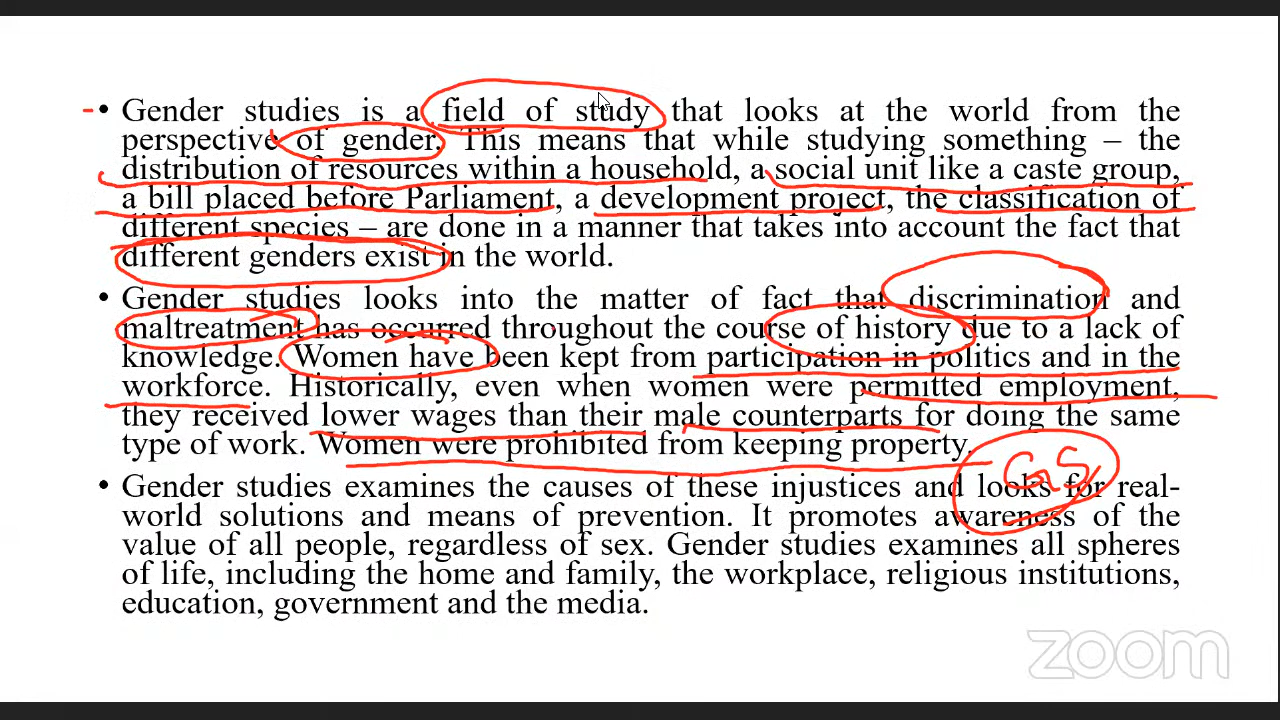 • Gender studies is a field of study that looks at the world from the
perspective of gender. This means that while studying something – the
distribution of resources within a household, a social unit like a caste group,
a bill placed before Parliament, a development project, the classification of
different species – are done in a manner that takes into account the fact that
different genders exist in the world.
• Gender studies looks into the matter of fact that discrimination and
maltreatment has occurred throughout the course of history due to a lack of
knowledge. Women have been kept from participation in politics and in the
workforce. Historically, even when women were permitted employment,
they received lower wages than their male counterparts for doing the same
type of work. Women were prohibited from keeping property.
GS
• Gender studies examines the causes of these injustices and looks for real-
world solutions and means of prevention. It promotes awareness of the
value of all people, regardless of sex. Gender studies examines all spheres
of life, including the home and family, the workplace, religious institutions,
education, government and the media.
zoom